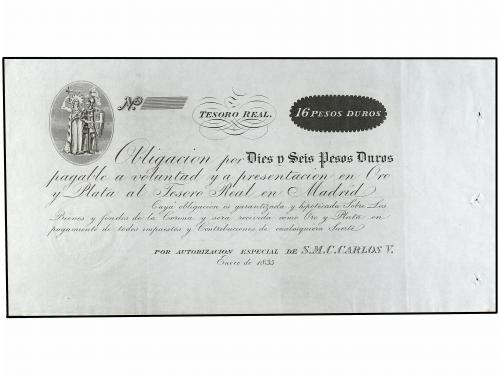 Nº
TESORO REAL.
16 PESOS DUROS
Obligacion por Dies y Seis Pesos Duros
pagable a voluntad y a presentacion en Oro
y Plata al Tesoro Real en Madrid
Cuya obligacion es garantizada y hipotecada Sobre Los
Bienes y fondos de la Corona y sera recivida como Oro y Plata en
pagamento de todos impuestos y Contribuciones de cualsiquiera Suerte
POR AUTORIZACION ESPECIAL DE S.M.C. CARLOS V.
Enero de 1835